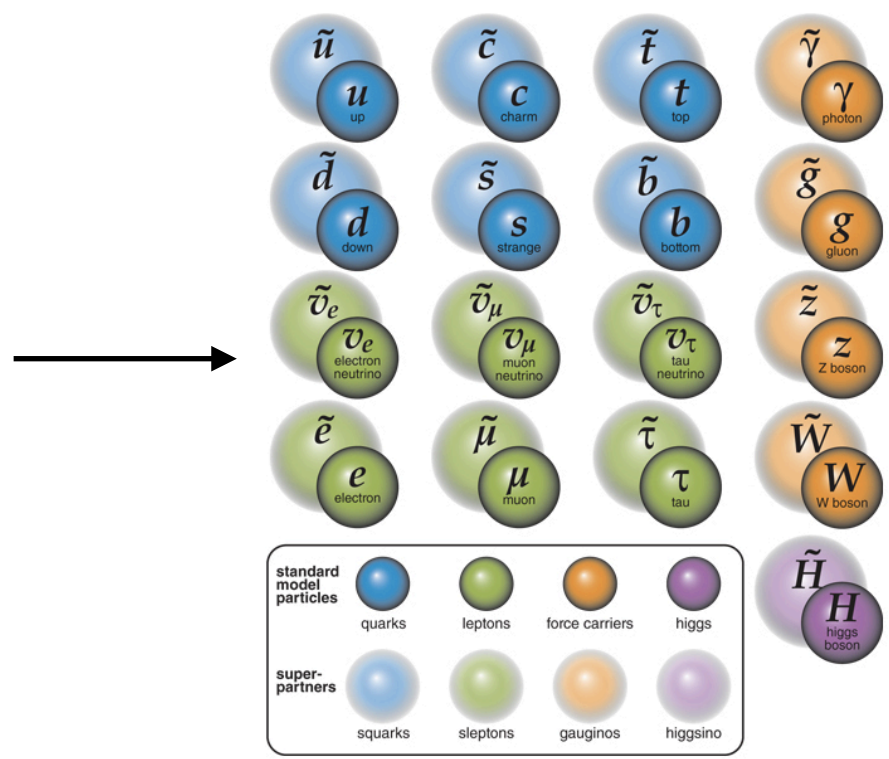 ũ c̃ t̃ γ̃
u c t γ
up charm top photon
d̃ s̃ b̃ g̃
d s b g
down strange bottom gluon
ṽe ṽμ ṽτ z̃
ve vμ vτ z
electron neutrino muon neutrino tau neutrino Z boson
ẽ μ̃ τ̃ W̃
e μ τ W
electron muon tau W boson
H̃
H
higgs
boson
standard
model
particles
quarks leptons force carriers higgs
super-
partners
squarks sleptons gauginos higgsino